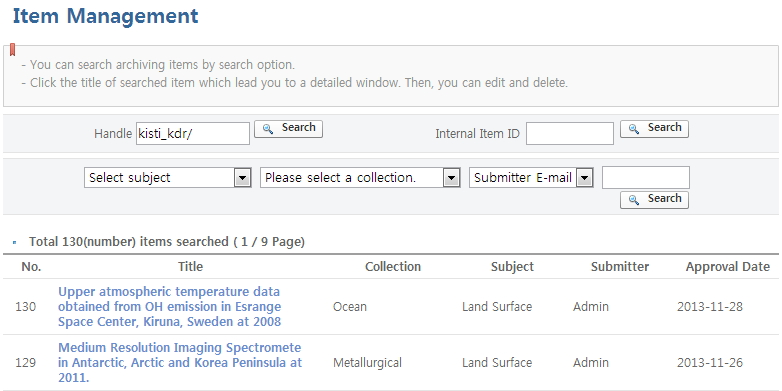 Item Management
- You can search archiving items by search option.
- Click the title of searched item which lead you to a detailed window. Then, you can edit and delete.
Handle kisti_kdr/ Search Internal Item ID Search
Select subject Please select a collection. Submitter E-mail
Search
Total 130(number) items searched ( 1 / 9 Page)
No. Title Collection Subject Submitter Approval Date
Upper atmospheric temperature data
130 obtained from OH emission in Esrange Ocean Land Surface Admin 2013-11-28
Space Center, Kiruna, Sweden at 2008
Medium Resolution Imaging Spectromete
129 in Antarctic, Arctic and Korea Peninsula at Metallurgical Land Surface Admin 2013-11-26
2011.